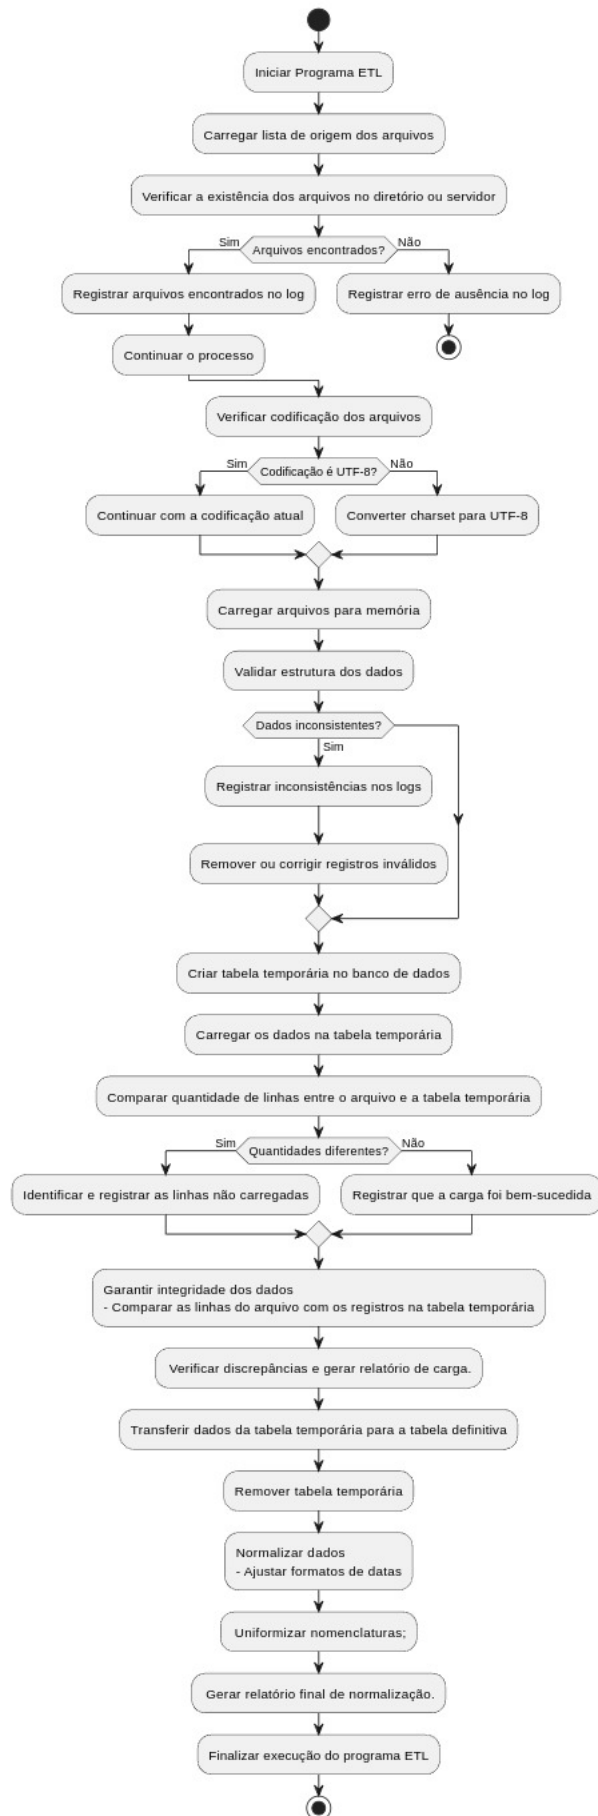 Iniciar Programa ETL
Carregar lista de origem dos arquivos
Verificar a existência dos arquivos no diretório ou servidor
Sim
Arquivos encontrados?
Não
Registrar arquivos encontrados no log
Registrar erro de ausência no log
Continuar o processo
Verificar codificação dos arquivos
Sim
Codificação é UTF-8?
Não
Continuar com a codificação atual
Converter charset para UTF-8
Carregar arquivos para memória
Validar estrutura dos dados
Dados inconsistentes?
Sim
Registrar inconsistências nos logs
Remover ou corrigir registros inválidos
Criar tabela temporária no banco de dados
Carregar os dados na tabela temporária
Comparar quantidade de linhas entre o arquivo e a tabela temporária
Sim
Quantidades diferentes?
Não
Identificar e registrar as linhas não carregadas
Registrar que a carga foi bem-sucedida
Garantir integridade dos dados
- Comparar as linhas do arquivo com os registros na tabela temporária
Verificar discrepâncias e gerar relatório de carga.
Transferir dados da tabela temporária para a tabela definitiva
Remover tabela temporária
Normalizar dados
- Ajustar formatos de datas
Uniformizar nomenclaturas;
Gerar relatório final de normalização.
Finalizar execução do programa ETL